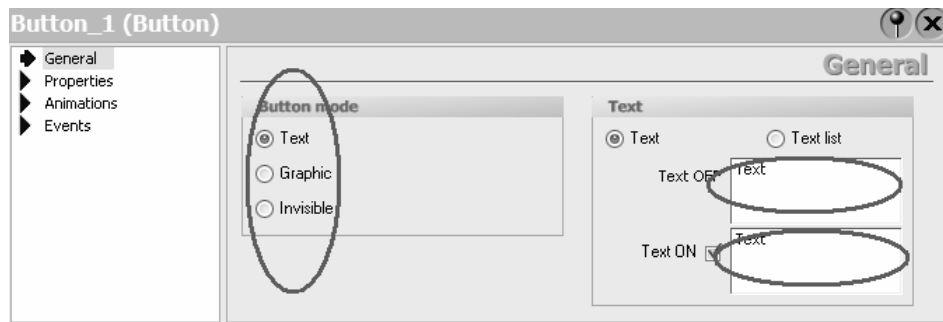 Button_1 (Button)
General
Properties
Animations
Events
General
Button mode
Text
Graphic
Invisible
Text
Text
Text list
Text OFF
Text
Text ON
Text